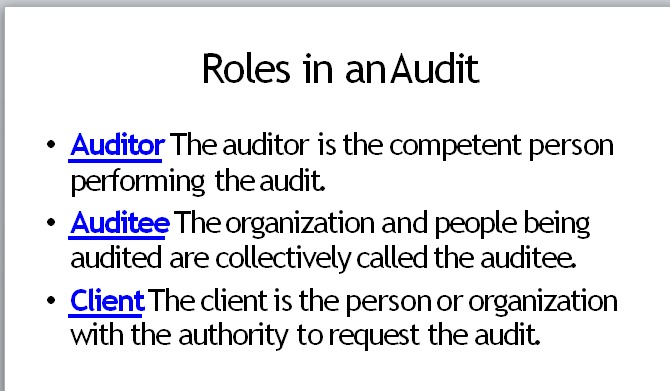 Roles in an Audit
• Auditor The auditor is the competent person
performing the audit.
• Auditee The organization and people being
audited are collectively called the auditee.
• Client The client is the person or organization
with the authority to request the audit.